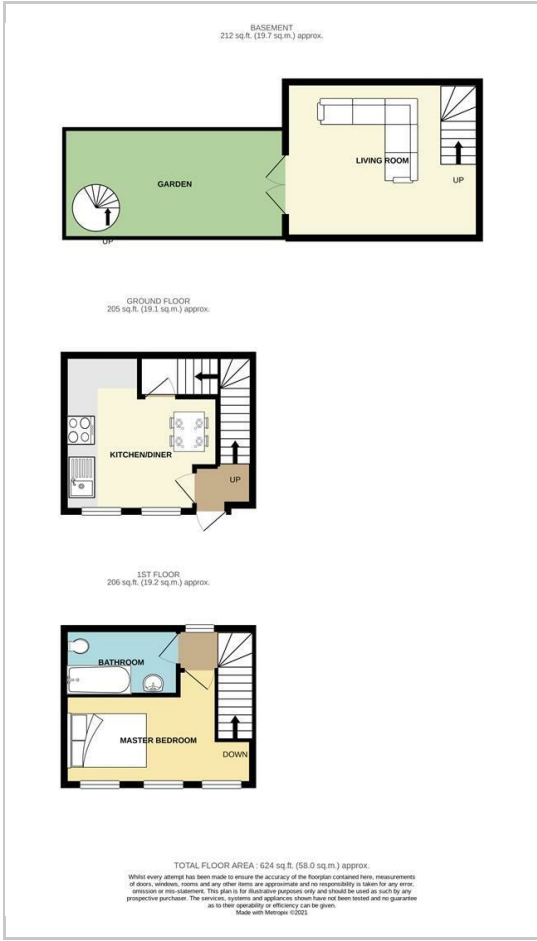 BASEMENT
212 sq.ft. (19.7 sq.m.) approx.
LIVING ROOM
GARDEN
UP
UP
GROUND FLOOR
205 sq.ft. (19.1 sq.m.) approx.
KITCHEN/DINER
UP
1ST FLOOR
206 sq.ft. (19.2 sq.m.) approx.
BATHROOM
MASTER BEDROOM
DOWN
TOTAL FLOOR AREA : 624 sq.ft. (58.0 sq.m.) approx.
Whilst every attempt has been made to ensure the accuracy of the floorplan contained here, measurements
of doors, windows, rooms and any other items are approximate and no responsibility is taken for any error,
omission or mis-statement. This plan is for illustrative purposes only and should be used as such by any
prospective purchaser. The services, systems and appliances shown have not been tested and no guarantee
as to their operability or efficiency can be given.
Made with Metropix ©2021